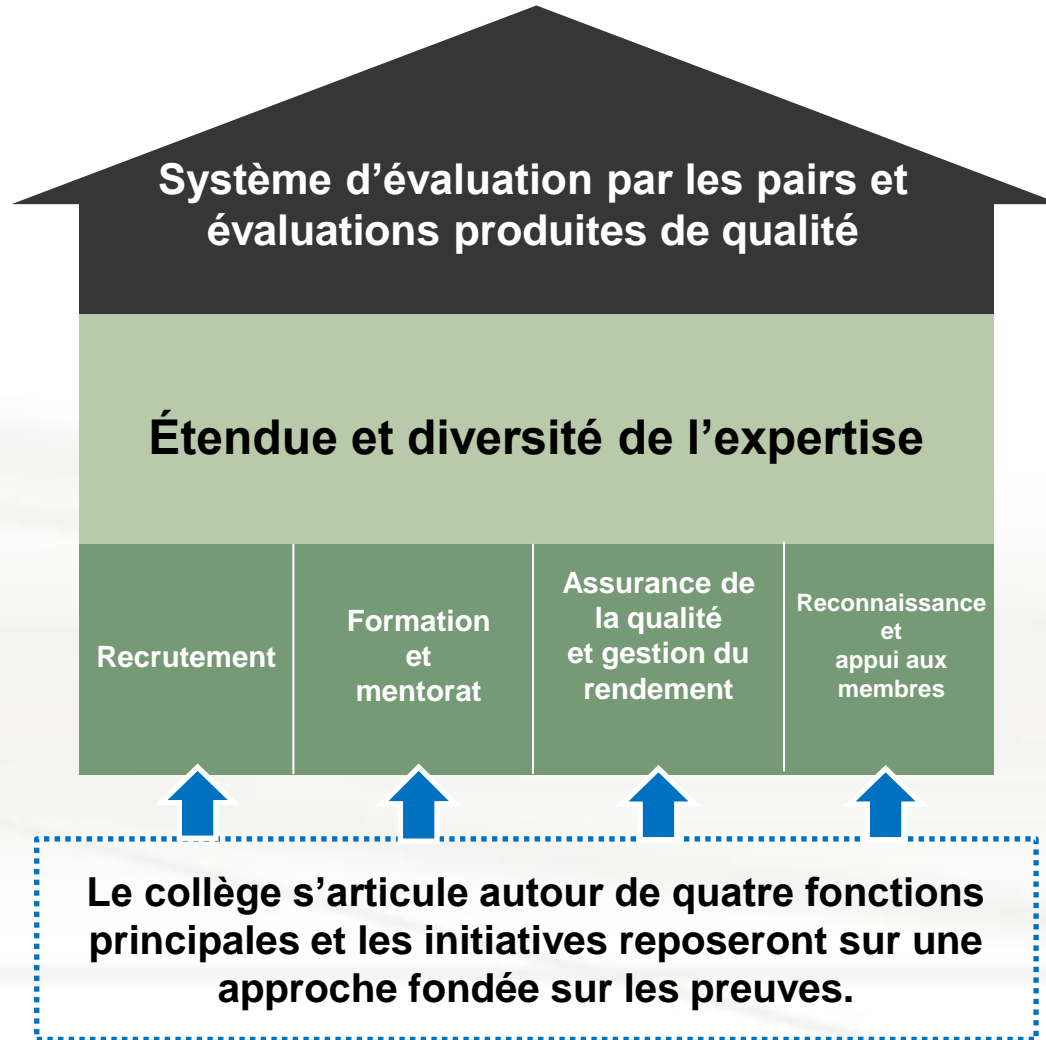 Système d’évaluation par les pairs et
évaluations produites de qualité
Étendue et diversité de l’expertise
Recrutement
Formation
et
mentorat
Assurance de
la qualité
et gestion du
rendement
Reconnaissance
et
appui aux
membres
Le collège s’articule autour de quatre fonctions
principales et les initiatives reposeront sur une
approche fondée sur les preuves.